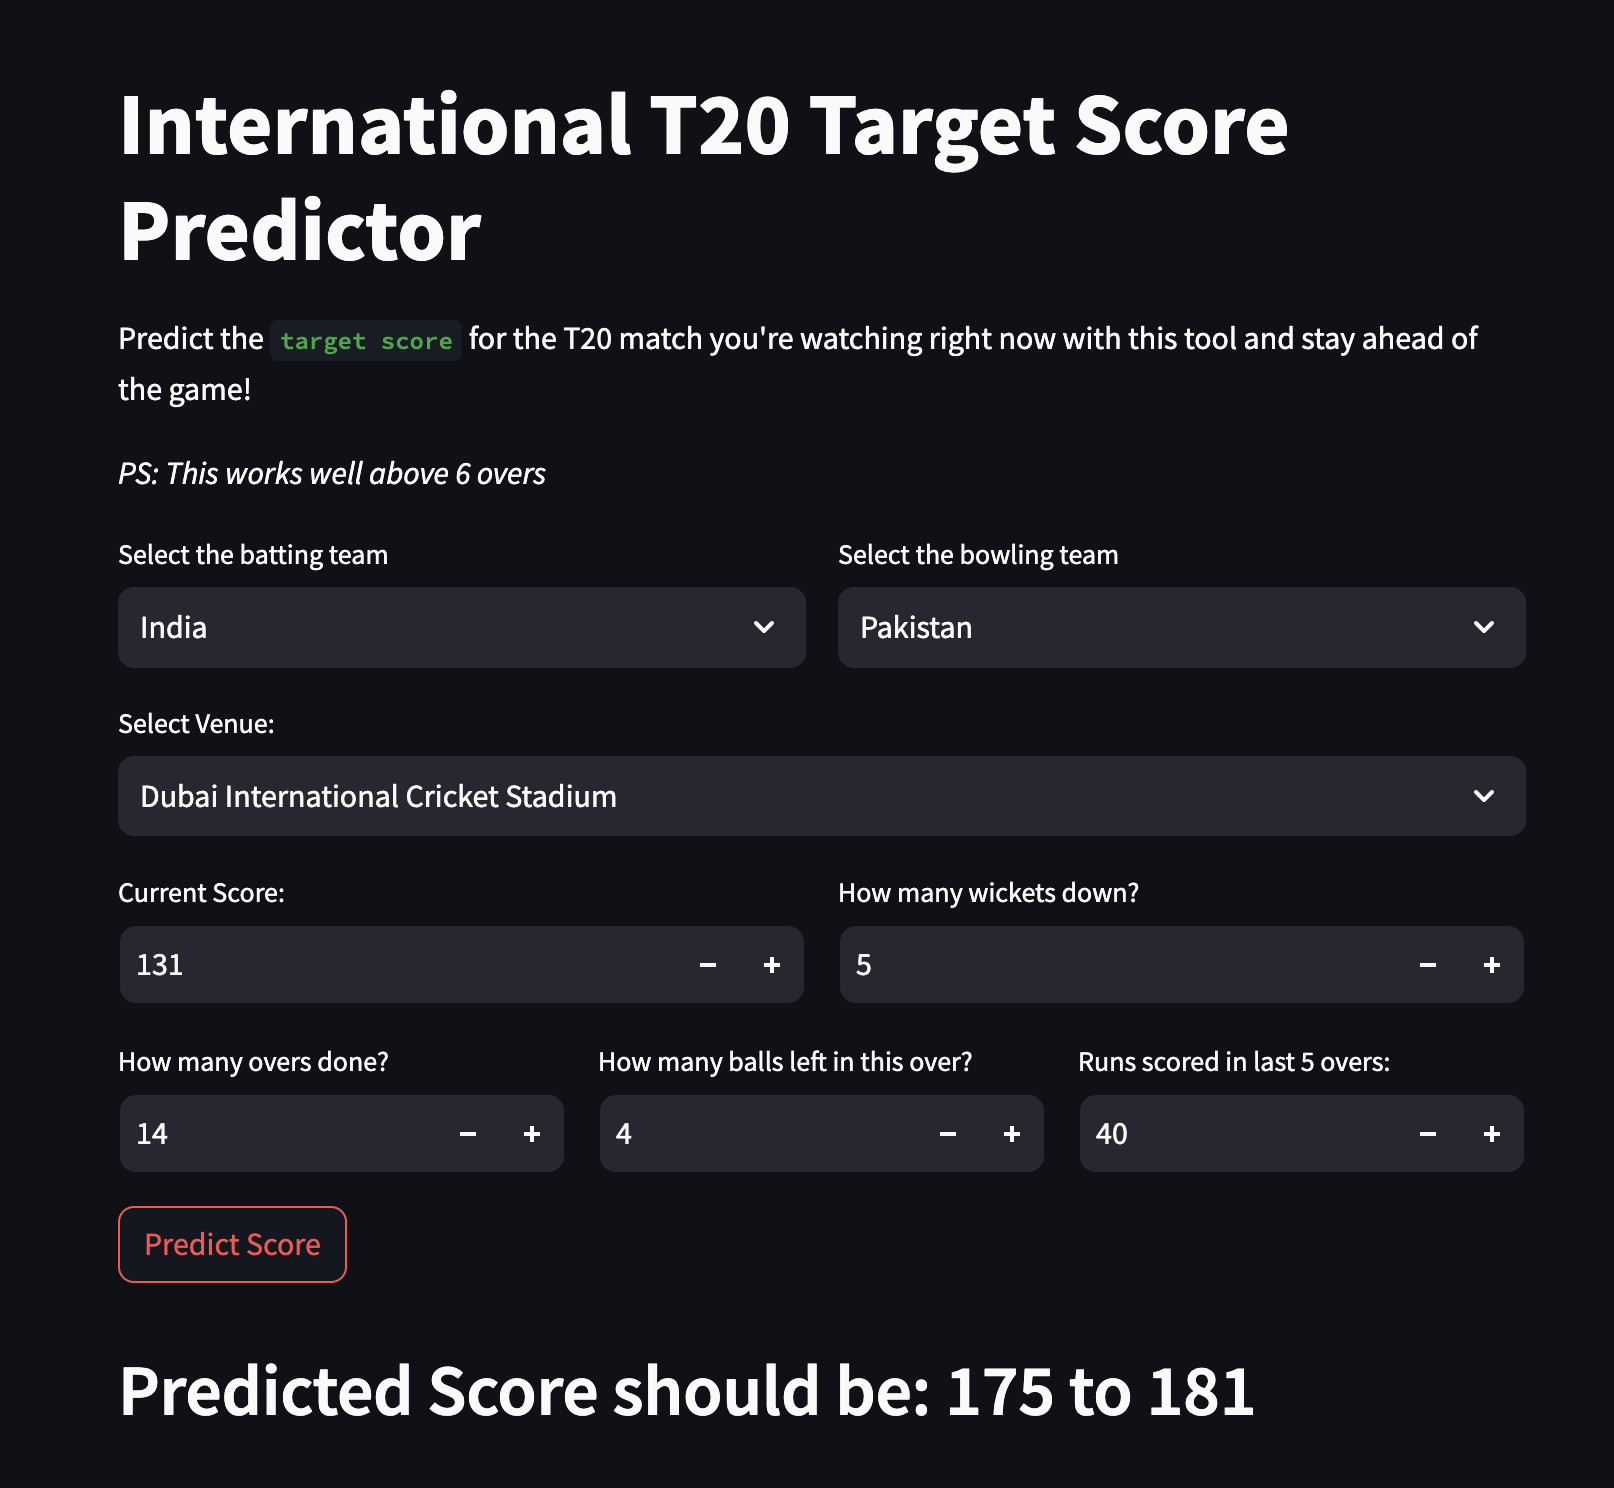 International T20 Target Score
Predictor
Predict the target score for the T20 match you're watching right now with this tool and stay ahead of
the game!
PS: This works well above 6 overs
Select the batting team
Select the bowling team
India
Pakistan
Select Venue:
Dubai International Cricket Stadium
Current Score:
How many wickets down?
131 − +
5 − +
How many overs done?
How many balls left in this over?
Runs scored in last 5 overs:
14 − +
4 − +
40 − +
Predict Score
Predicted Score should be: 175 to 181